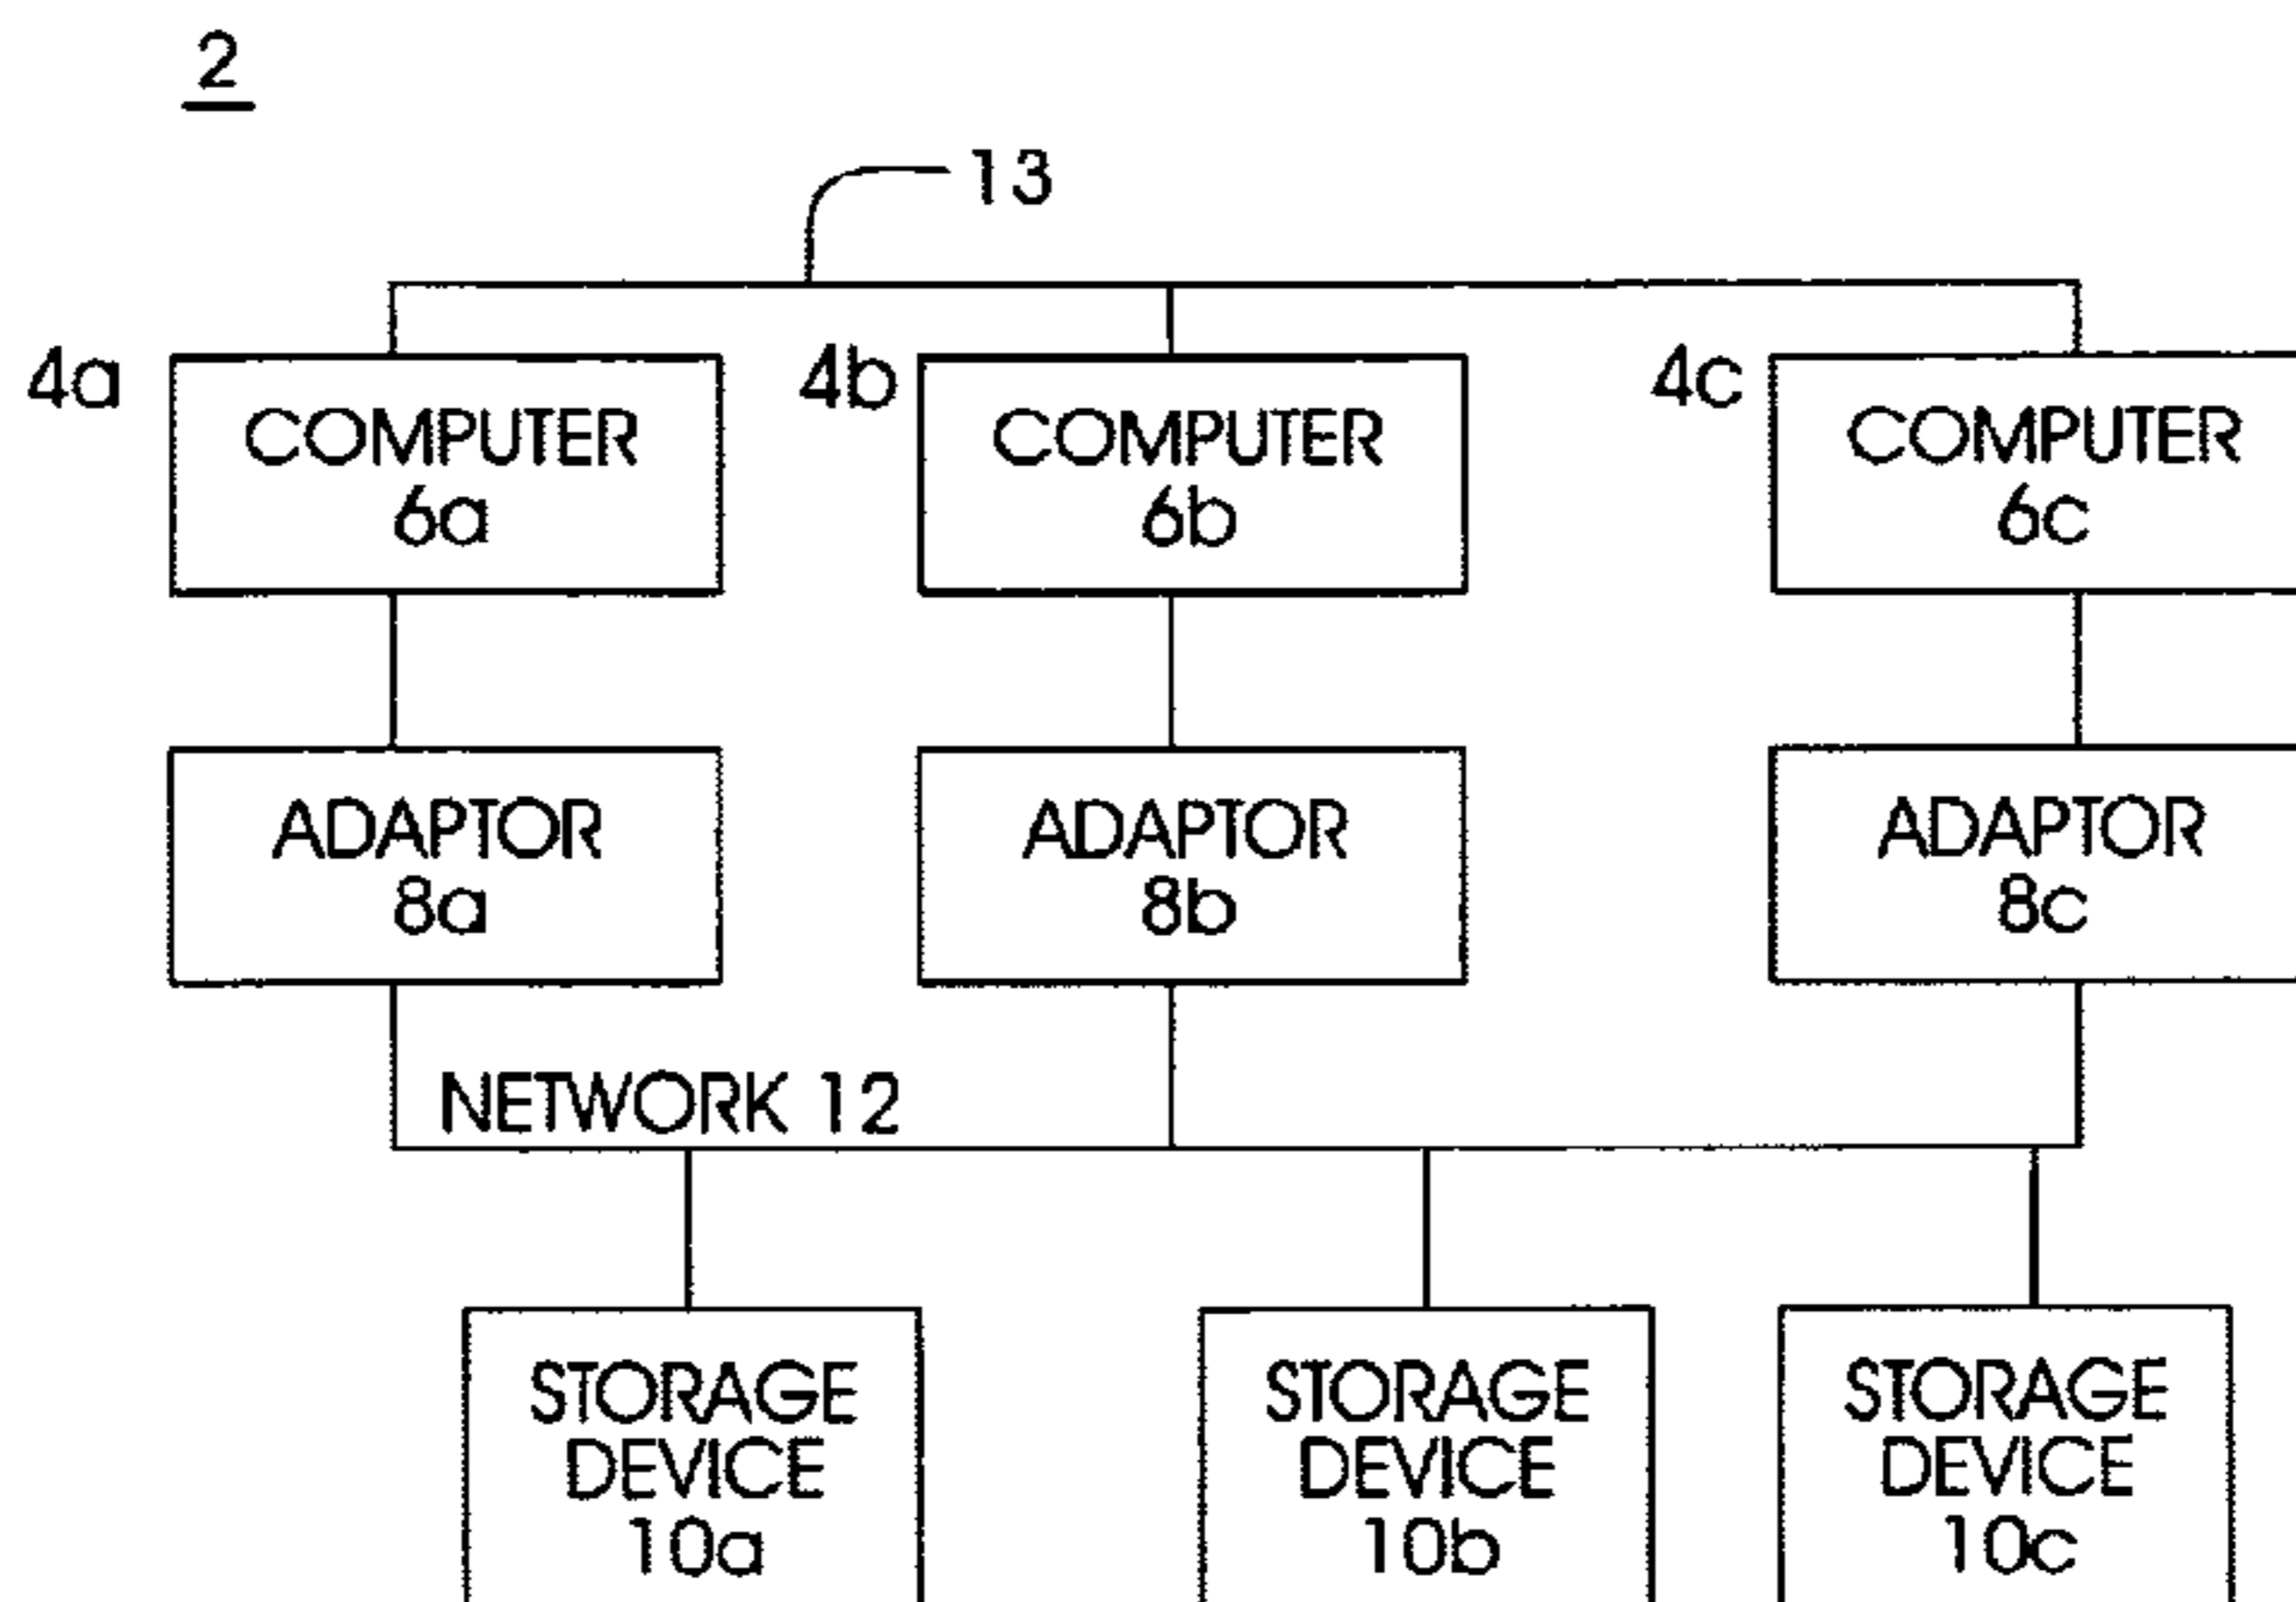 2
13
4a
COMPUTER
6a
4b
COMPUTER
6b
4c
COMPUTER
6c
ADAPTOR
8a
ADAPTOR
8b
ADAPTOR
8c
NETWORK 12
STORAGE
DEVICE
10a
STORAGE
DEVICE
10b
STORAGE
DEVICE
10c